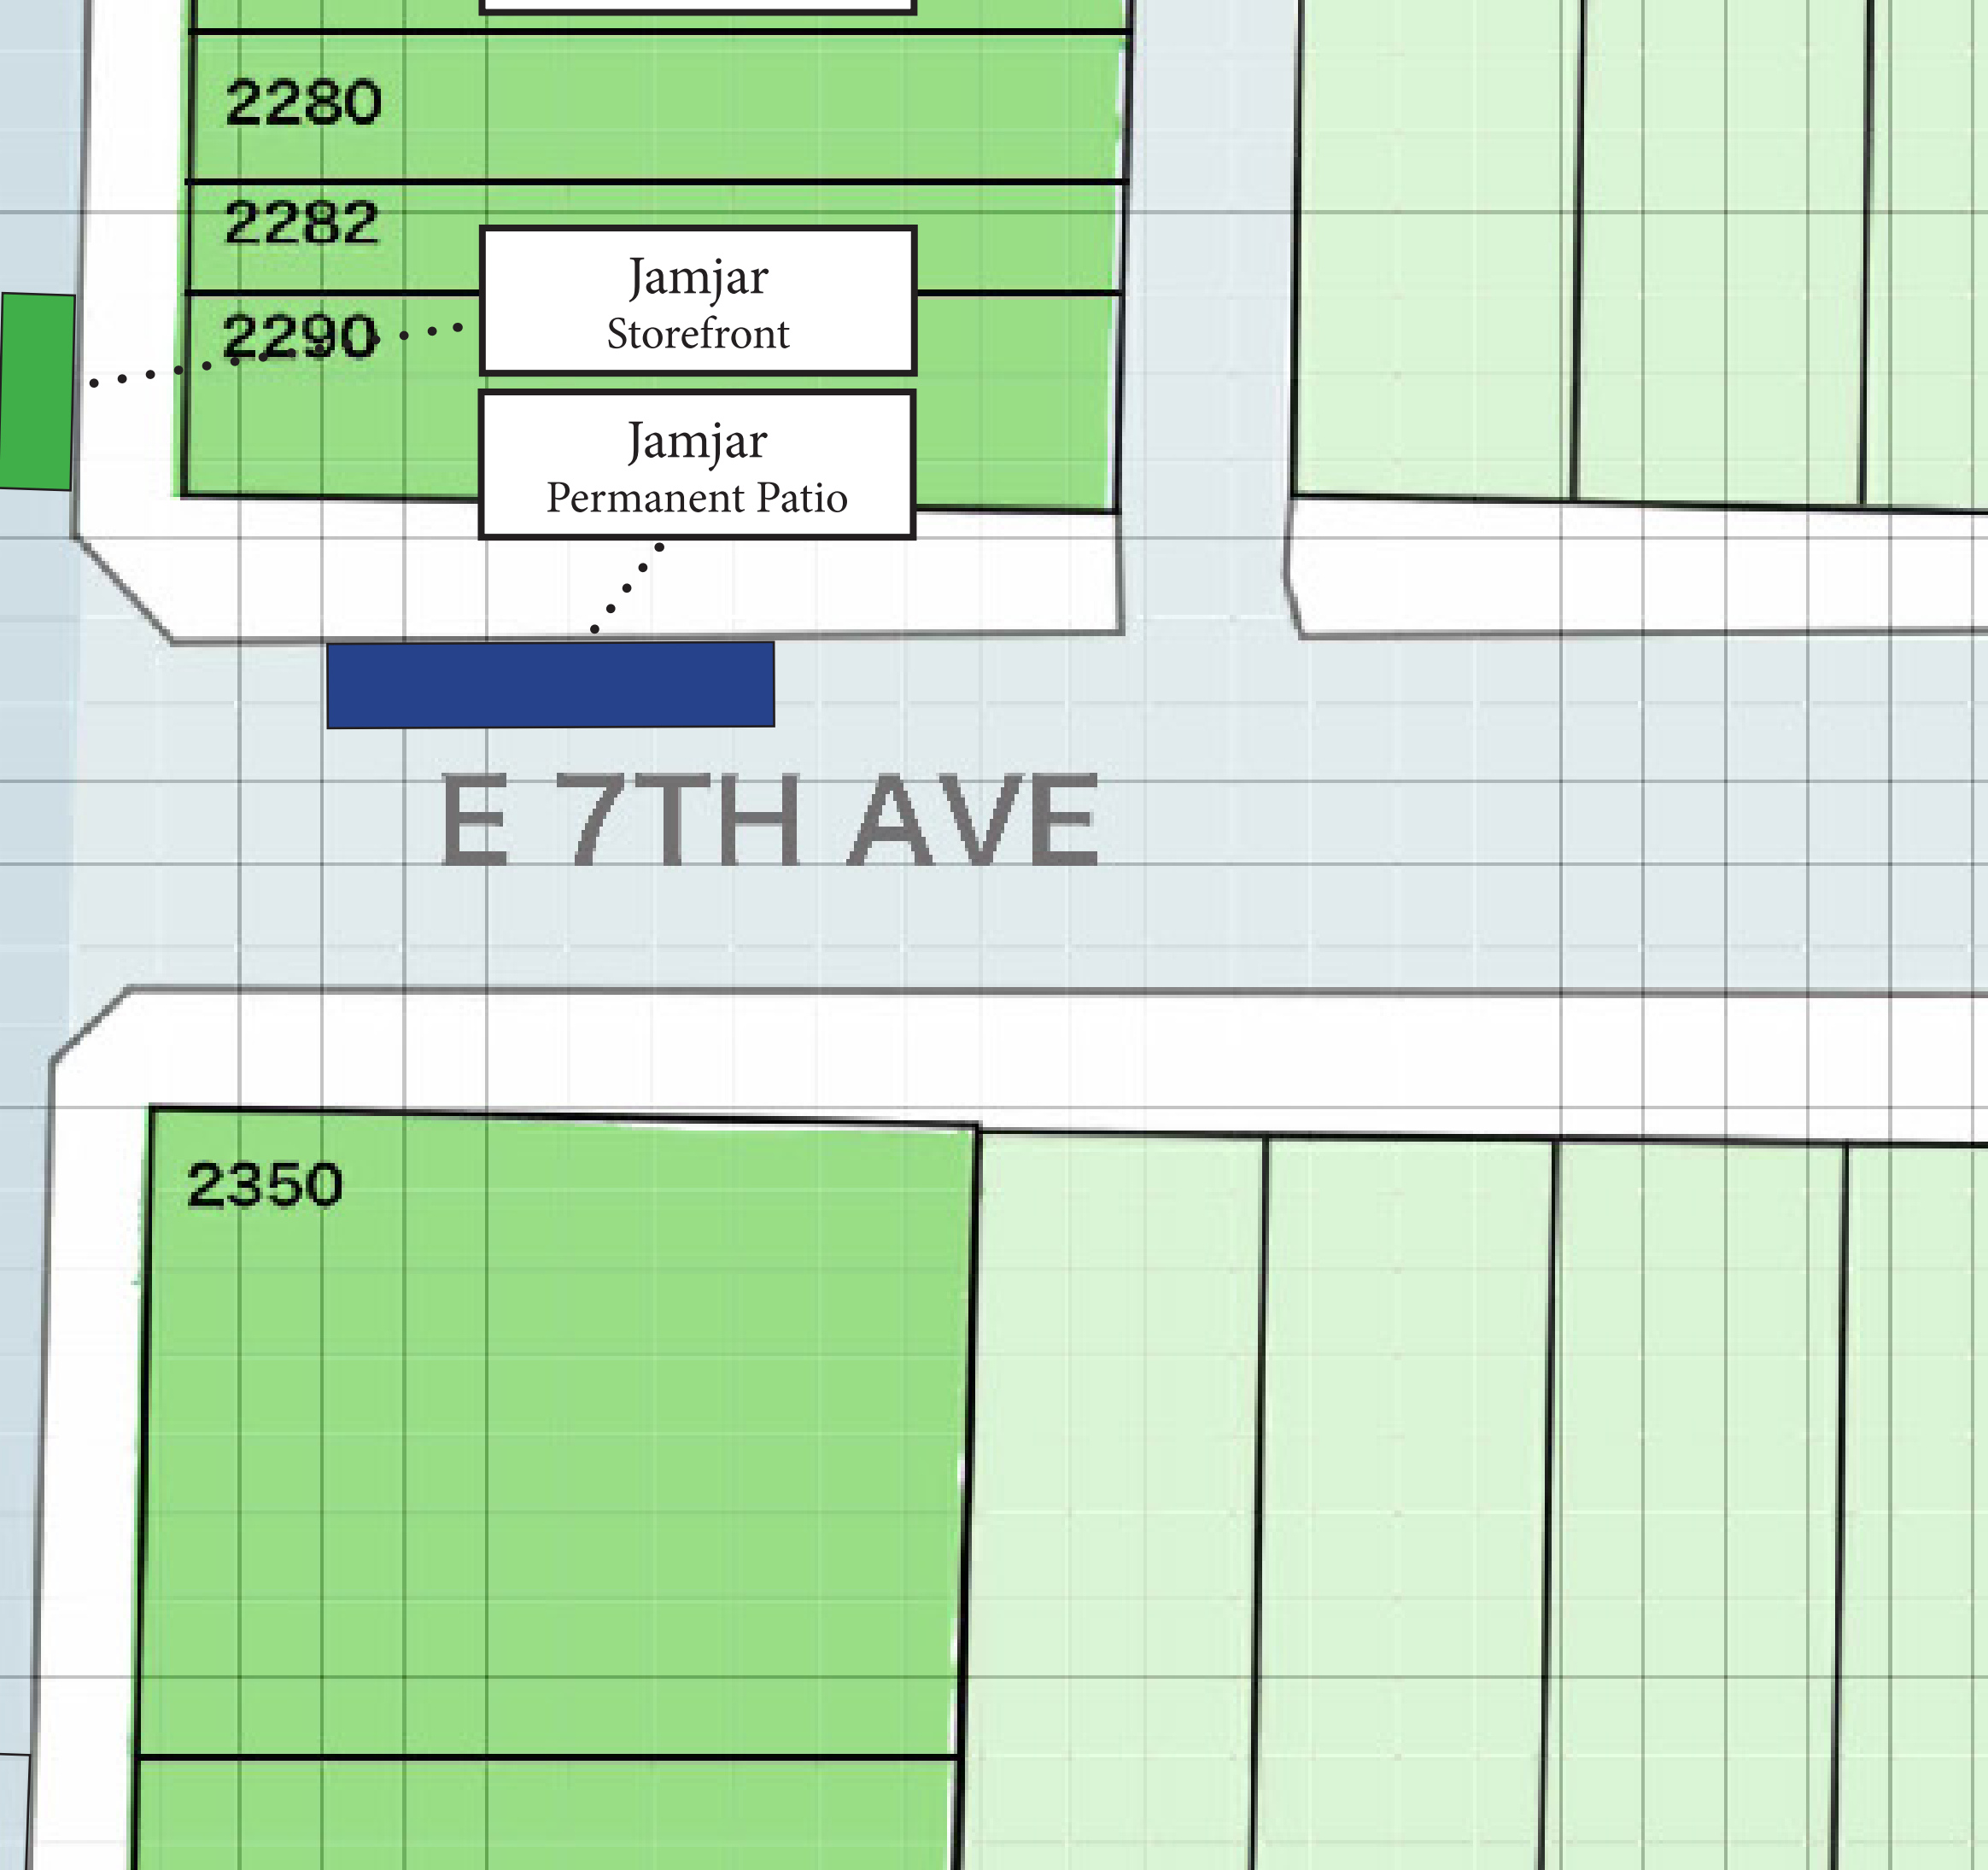 2280
2282
Jamjar
Storefront
2290
Jamjar
Permanent Patio
E 7TH AVE
2350